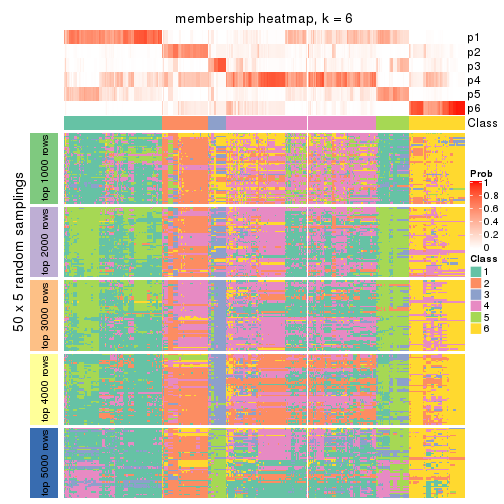 membership heatmap, k = 6
p1
p2
p3
p4
p5
p6
Class
50 x 5 random samplings
top 1000 rows
top 2000 rows
top 3000 rows
top 4000 rows
top 5000 rows
Prob
1
0.8
0.6
0.4
0.2
0
Class
1
2
3
4
5
6